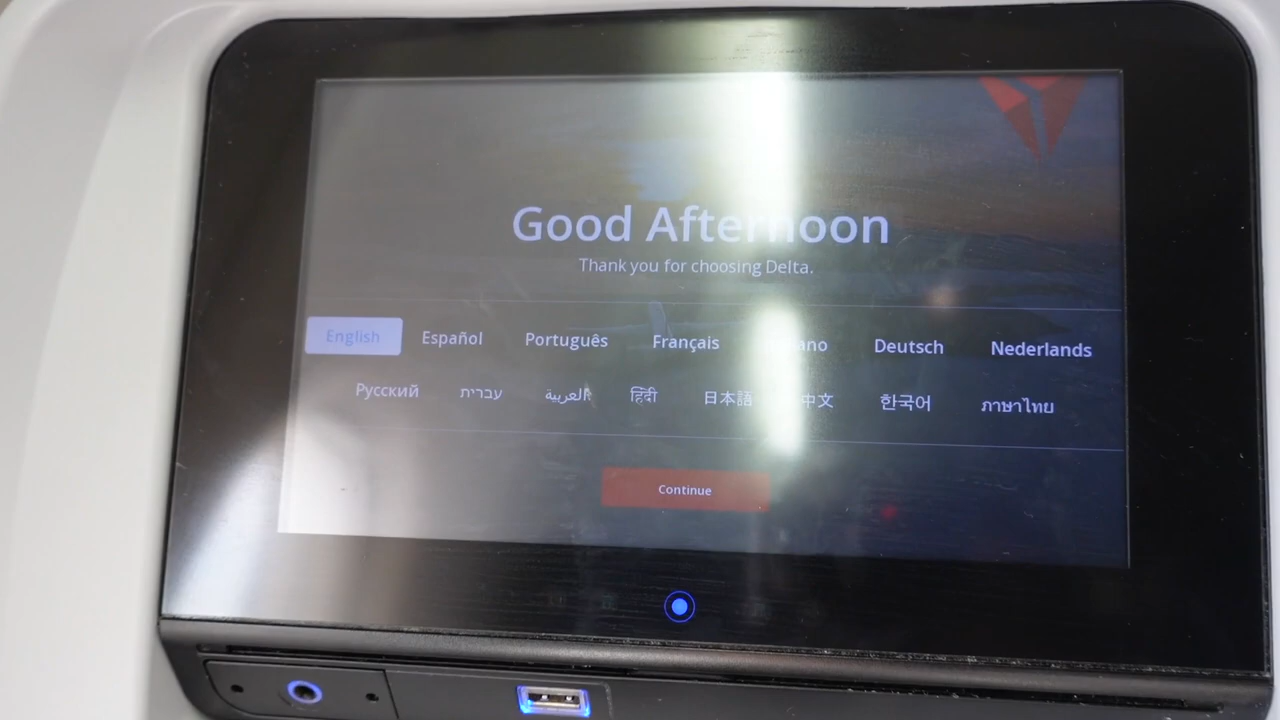 Good Afternoon
Thank you for choosing Delta.
English Español Português Français Deutsch Nederlands
Русский עברית العربية हिंदी 日本語 中文 한국어 ภาษาไทย
Continue